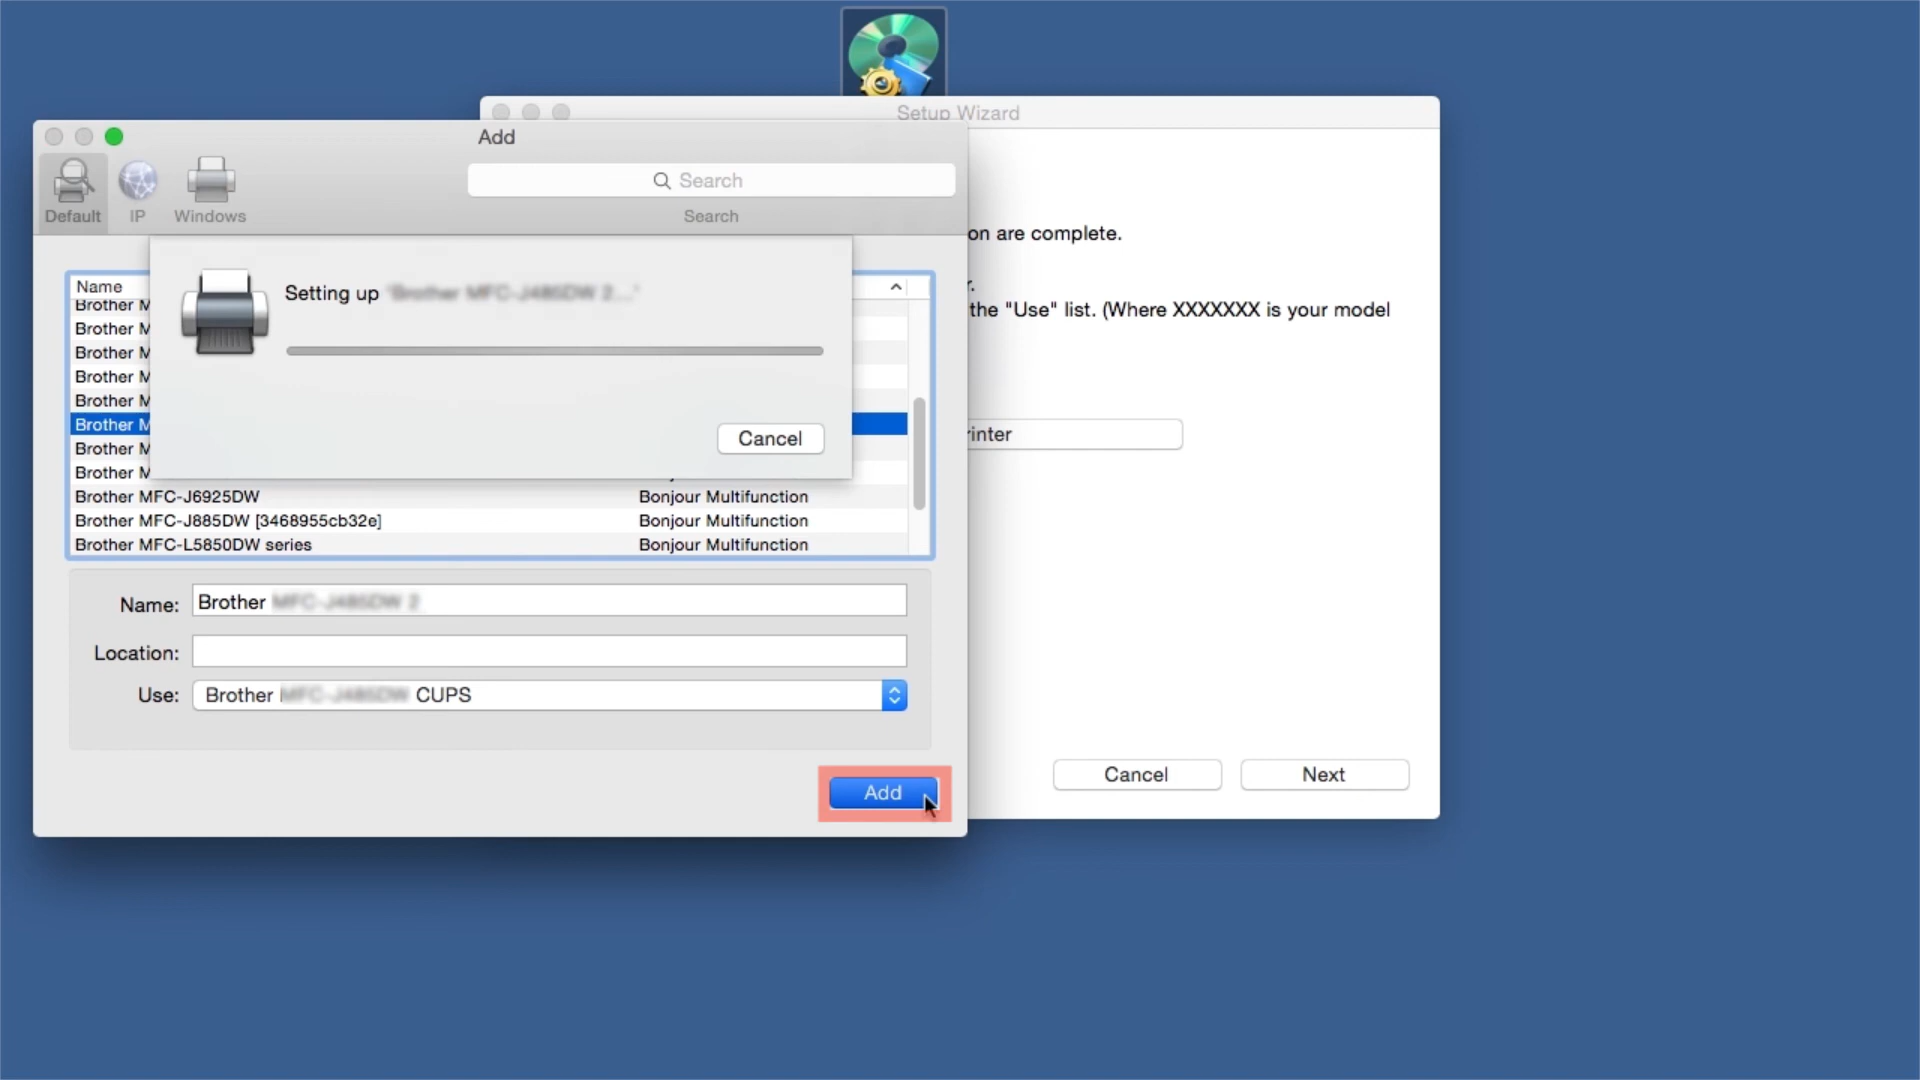 Setup Wizard
Add
Search
Default
IP
Windows
Search
on are complete.
Setting up
Name
r.
the "Use" list. (Where XXXXXXX is your model
Brother M
Brother M
Brother M
Brother M
Brother M
Brother M
Brother M
Brother M
Cancel
inter
Brother MFC-J6925DW Bonjour Multifunction
Brother MFC-J885DW [3468955cb32e] Bonjour Multifunction
Brother MFC-L5850DW series Bonjour Multifunction
Name: Brother
Location:
Use: Brother CUPS
Add
Cancel
Next